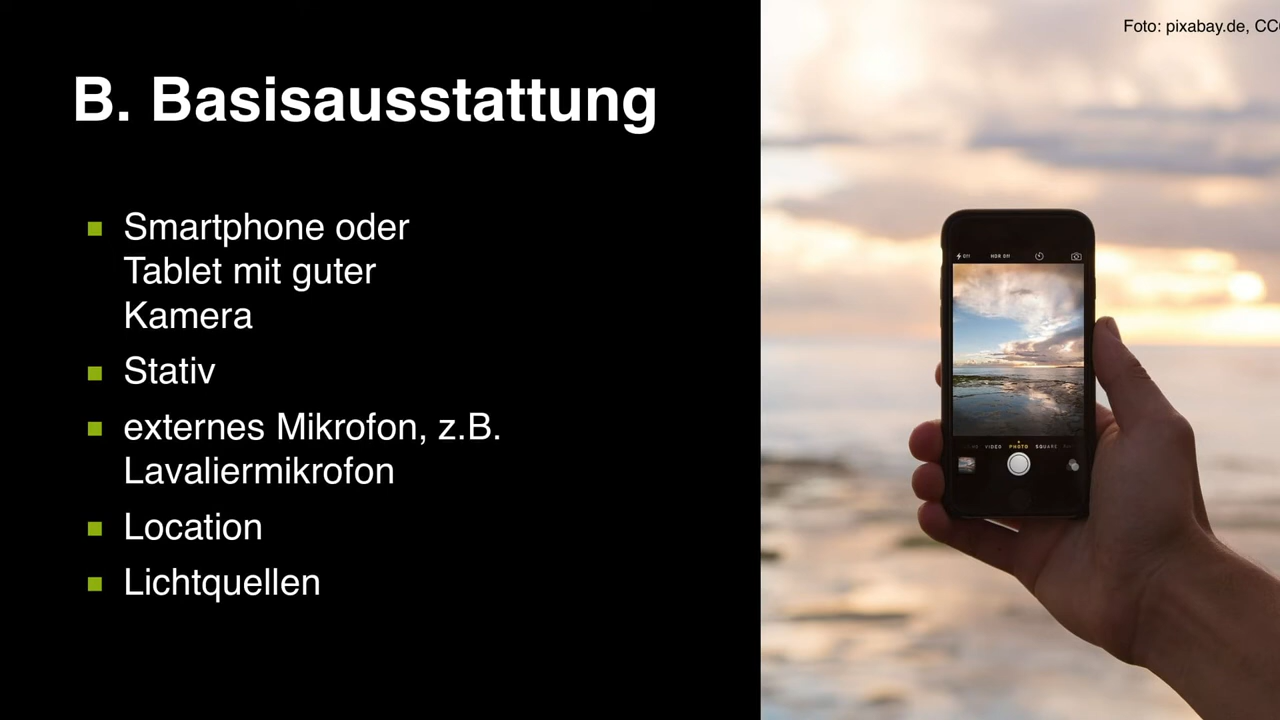 Foto: pixabay.de, CC
B. Basisausstattung
Smartphone oder
Tablet mit guter
Kamera
Stativ
externes Mikrofon, z.B.
Lavaliermikrofon
Location
Lichtquellen
VIDEO PHOTO SQUARE